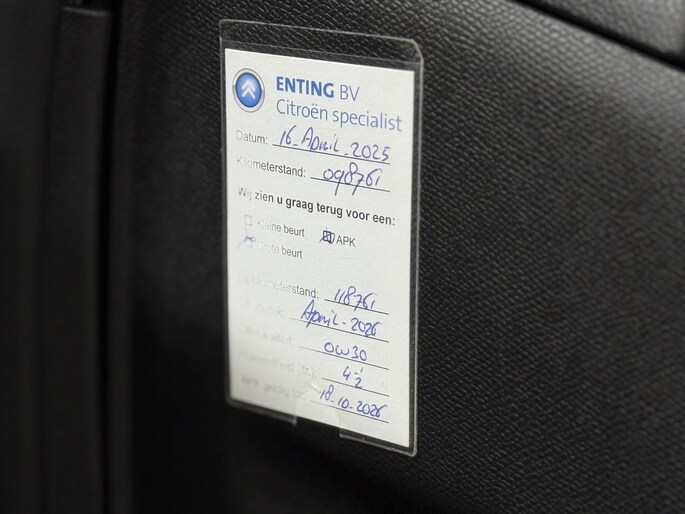 ENTING BV
Citroën specialist
Datum: 16 April - 2025
Kilometerstand: 098761
Wij zien u graag terug voor een:
Kleine beurt APK
Grote beurt
Kilometerstand: 118761
April - 2026
0W30
4-
18-10-2026